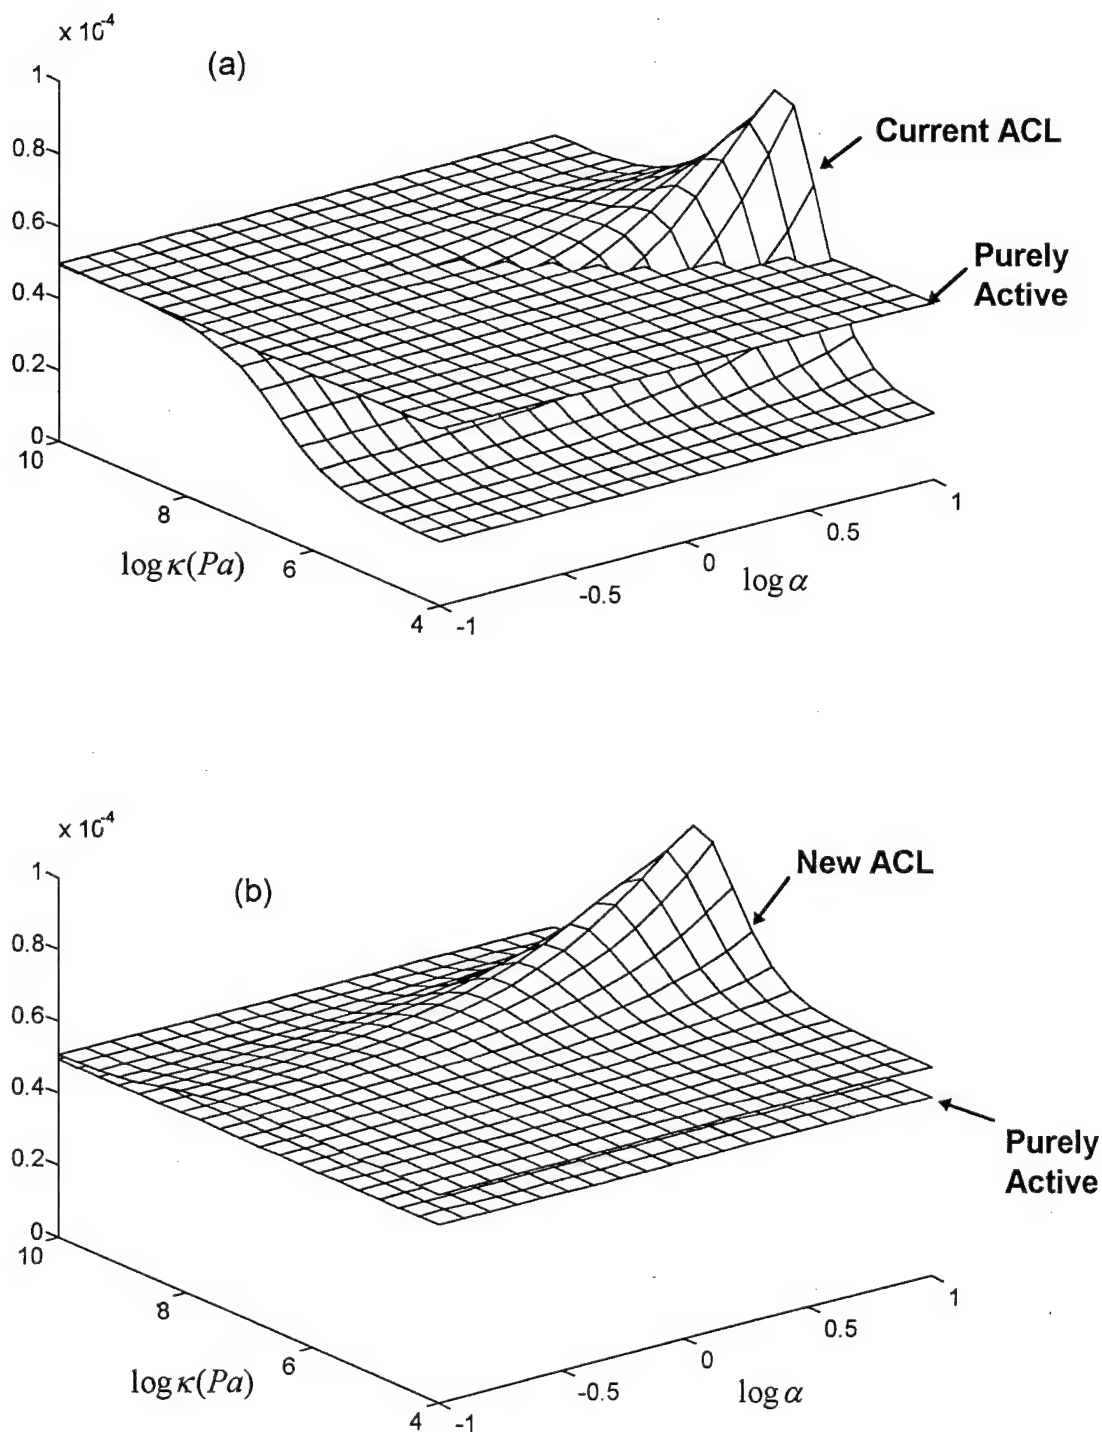 x 10⁻⁴
(a)
1
Current ACL
0.8
0.6
Purely
Active
0.4
0.2
0
10
8
6
4
log κ(Pa)
-1
-0.5
0
0.5
1
log α
x 10⁻⁴
(b)
1
New ACL
0.8
0.6
0.4
0.2
Purely
Active
0
10
8
6
4
log κ(Pa)
-1
-0.5
0
0.5
1
log α